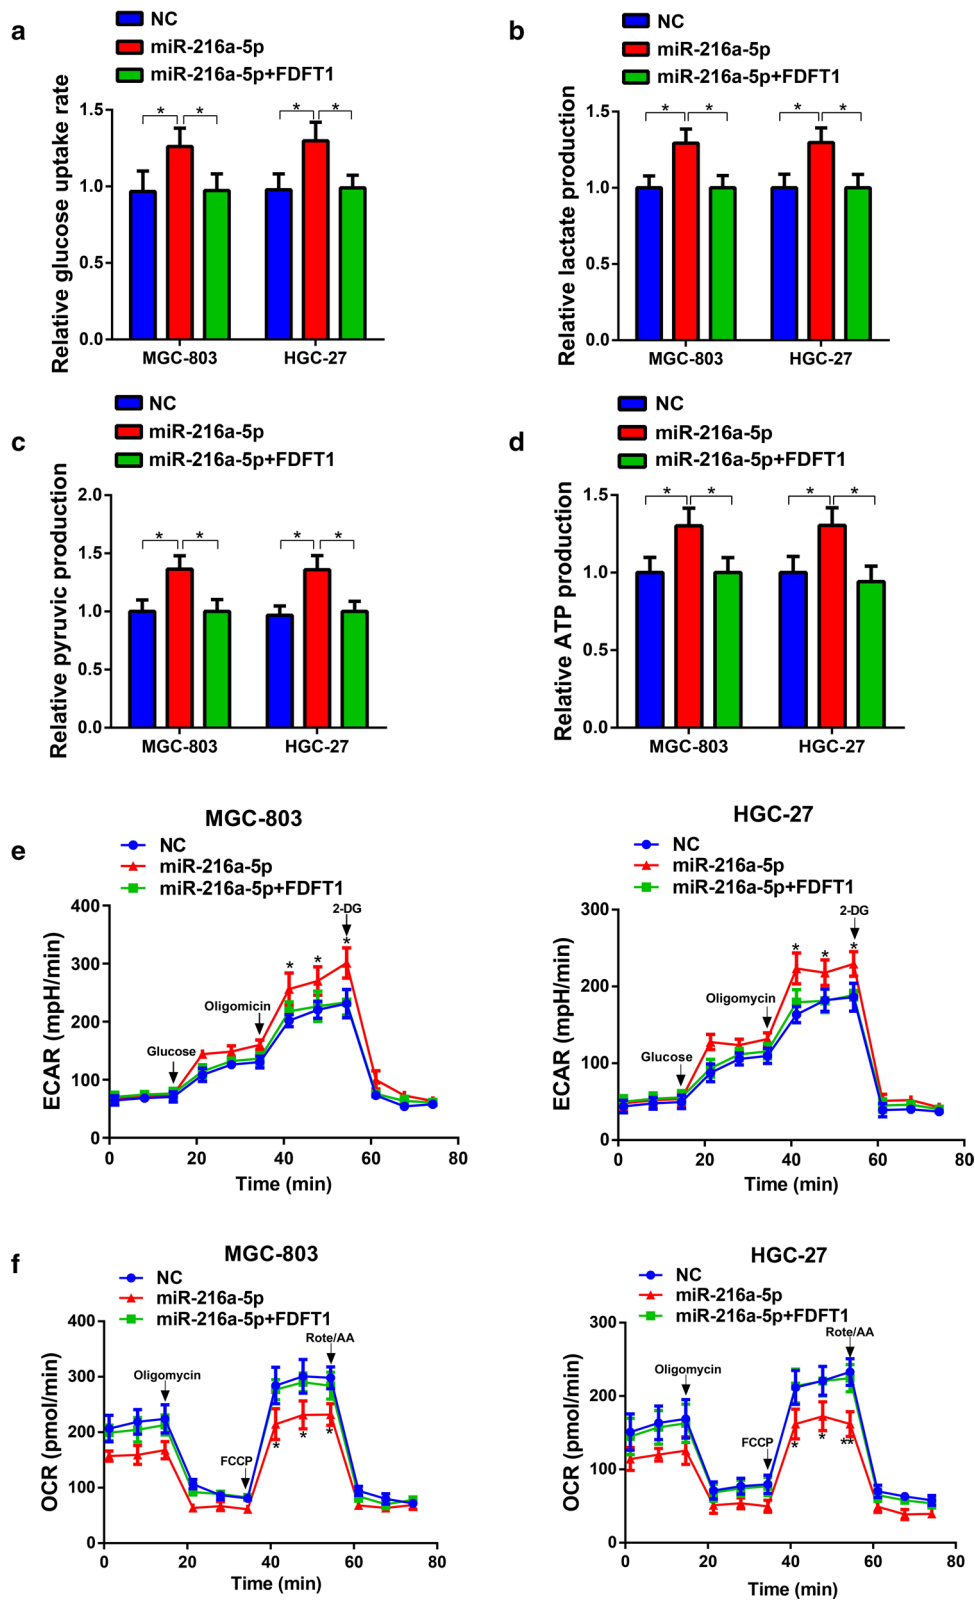 a
NC
miR-216a-5p
miR-216a-5p+FDFT1
Relative glucose uptake rate
1.5
1.0
0.5
0.0
* *
* *
MGC-803
HGC-27
b
NC
miR-216a-5p
miR-216a-5p+FDFT1
Relative lactate production
1.5
1.0
0.5
0.0
* *
* *
MGC-803
HGC-27
c
NC
miR-216a-5p
miR-216a-5p+FDFT1
Relative pyruvic production
2.0
1.5
1.0
0.5
0.0
* *
* *
MGC-803
HGC-27
d
NC
miR-216a-5p
miR-216a-5p+FDFT1
Relative ATP production
1.5
1.0
0.5
0.0
* *
* *
MGC-803
HGC-27
e
MGC-803
NC
miR-216a-5p
miR-216a-5p+FDFT1
ECAR (mpH/min)
400
300
200
100
0
Glucose
Oligomicin
2-DG
* * *
0 20 40 60 80
Time (min)
HGC-27
NC
miR-216a-5p
miR-216a-5p+FDFT1
ECAR (mpH/min)
300
200
100
0
Glucose
Oligomycin
2-DG
* * *
0 20 40 60 80
Time (min)
f
MGC-803
NC
miR-216a-5p
miR-216a-5p+FDFT1
OCR (pmol/min)
400
300
200
100
0
Oligomycin
FCCP
Rote/AA
* * *
0 20 40 60 80
Time (min)
HGC-27
NC
miR-216a-5p
miR-216a-5p+FDFT1
OCR (pmol/min)
300
200
100
0
Oligomycin
FCCP
Rote/AA
* * **
0 20 40 60 80
Time (min)